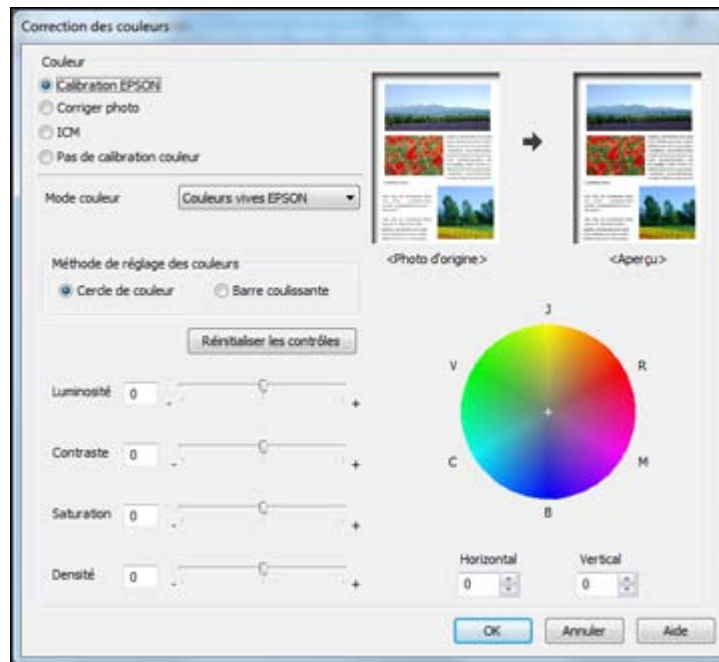 Correction des couleurs
Couleur
Calibration EPSON
Corriger photo
ICM
Pas de calibration couleur
Mode couleur
Couleurs vives EPSON
<Photo d'origine>
<Aperçu>
Méthode de réglage des couleurs
Cercle de couleur
Barre coulissante
Réinitialiser les contrôles
Luminosité 0 - +
Contraste 0 - +
Saturation 0 - +
Densité 0 - +
J
V
R
C
M
B
Horizontal
Vertical
0
0
OK
Annuler
Aide